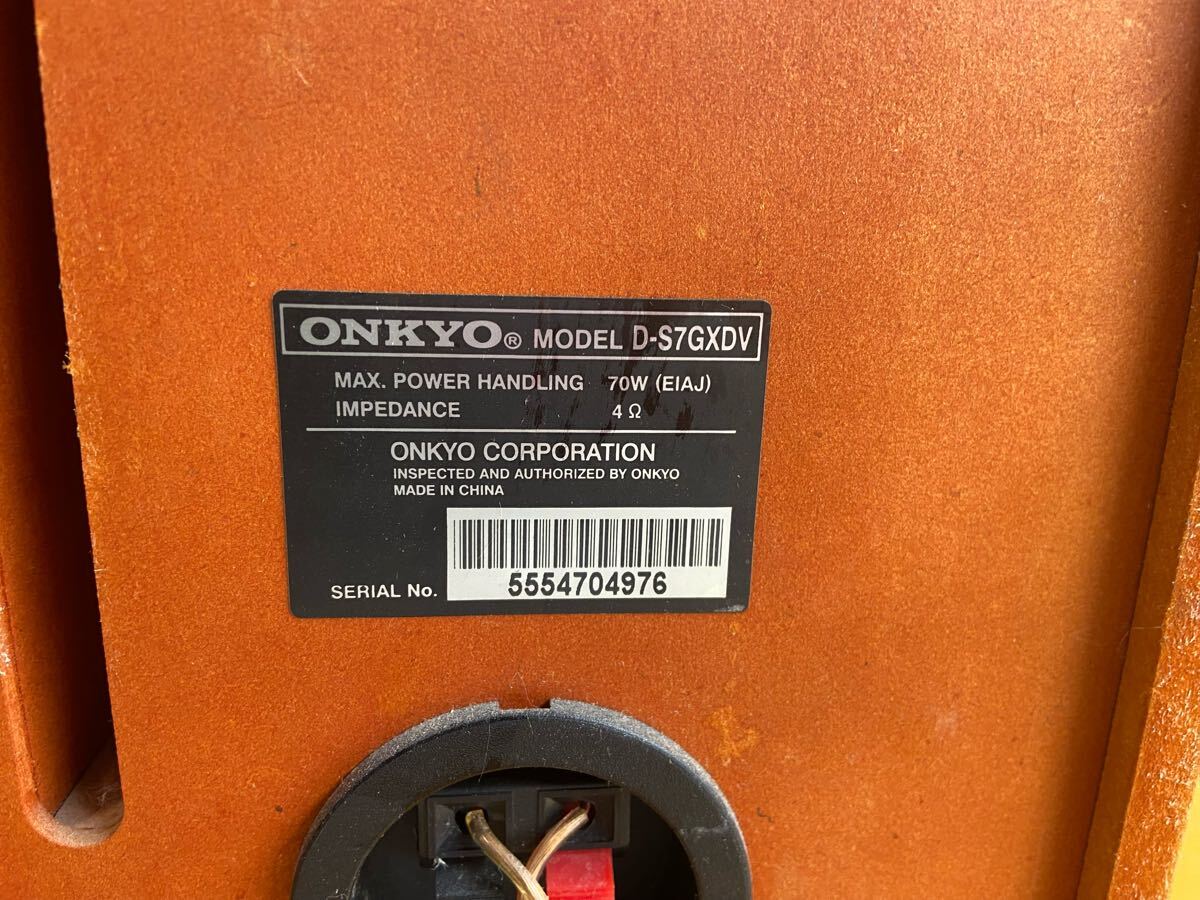 ONKYO® MODEL D-S7GXDV
MAX. POWER HANDLING 70W (EIAJ)
IMPEDANCE 4 Ω
ONKYO CORPORATION
INSPECTED AND AUTHORIZED BY ONKYO
MADE IN CHINA
SERIAL No. 5554704976